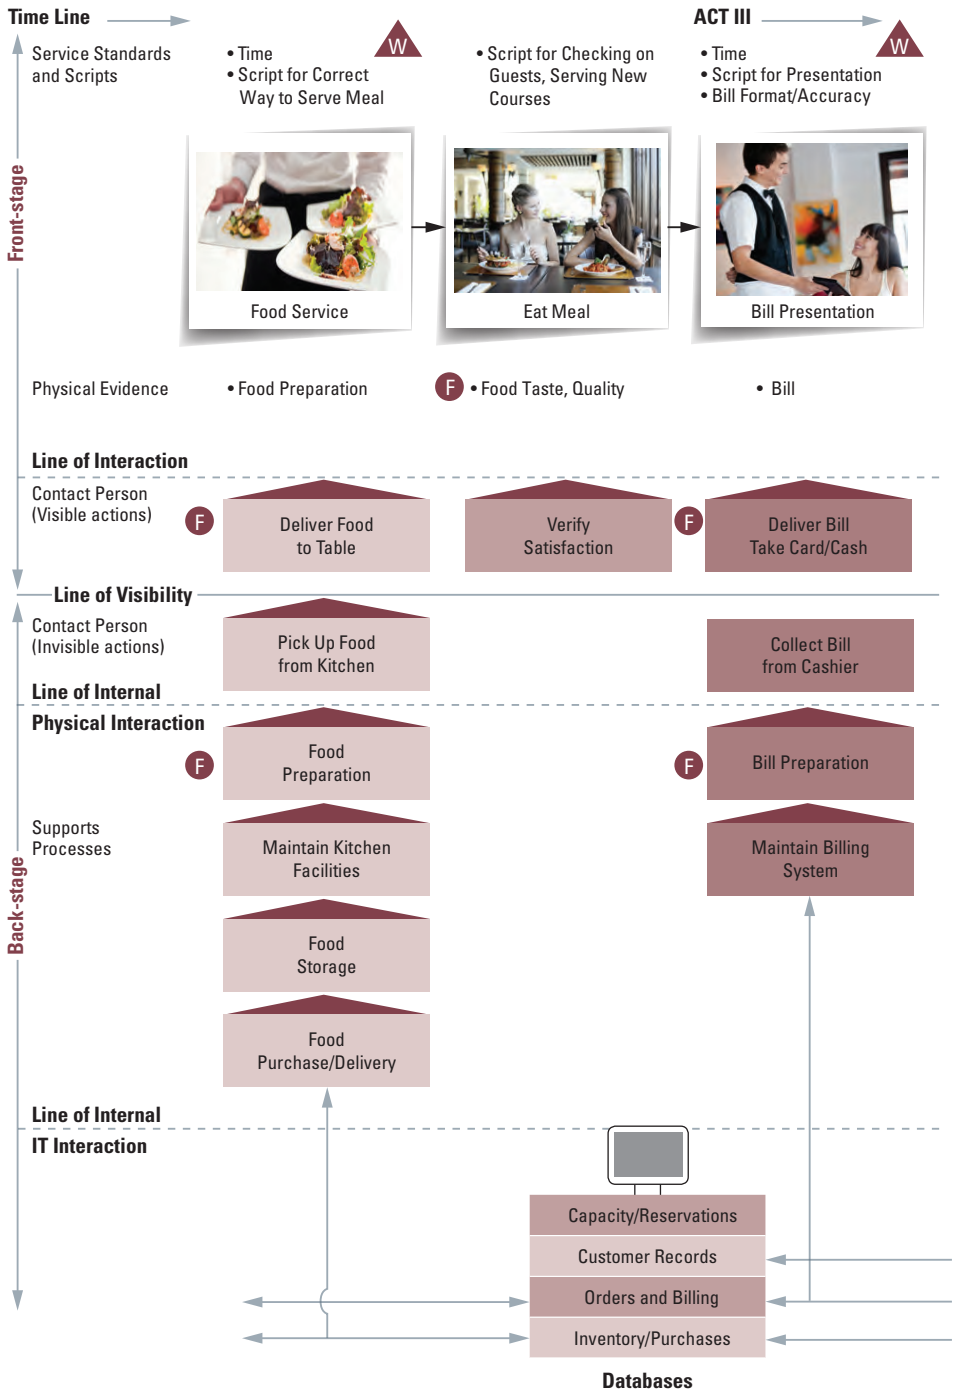 Time Line
ACT III
Service Standards
and Scripts
• Time
• Script for Correct
Way to Serve Meal
W
• Script for Checking on
Guests, Serving New
Courses
• Time
• Script for Presentation
• Bill Format/Accuracy
W
Front-stage
Food Service
Eat Meal
Bill Presentation
Physical Evidence
• Food Preparation
F
• Food Taste, Quality
• Bill
Line of Interaction
Contact Person
(Visible actions)
F
Deliver Food
to Table
Verify
Satisfaction
F
Deliver Bill
Take Card/Cash
Line of Visibility
Contact Person
(Invisible actions)
Pick Up Food
from Kitchen
Collect Bill
from Cashier
Line of Internal
Physical Interaction
F
Food
Preparation
F
Bill Preparation
Supports
Processes
Maintain Kitchen
Facilities
Maintain Billing
System
Back-stage
Food
Storage
Food
Purchase/Delivery
Line of Internal
IT Interaction
Capacity/Reservations
Customer Records
Orders and Billing
Inventory/Purchases
Databases